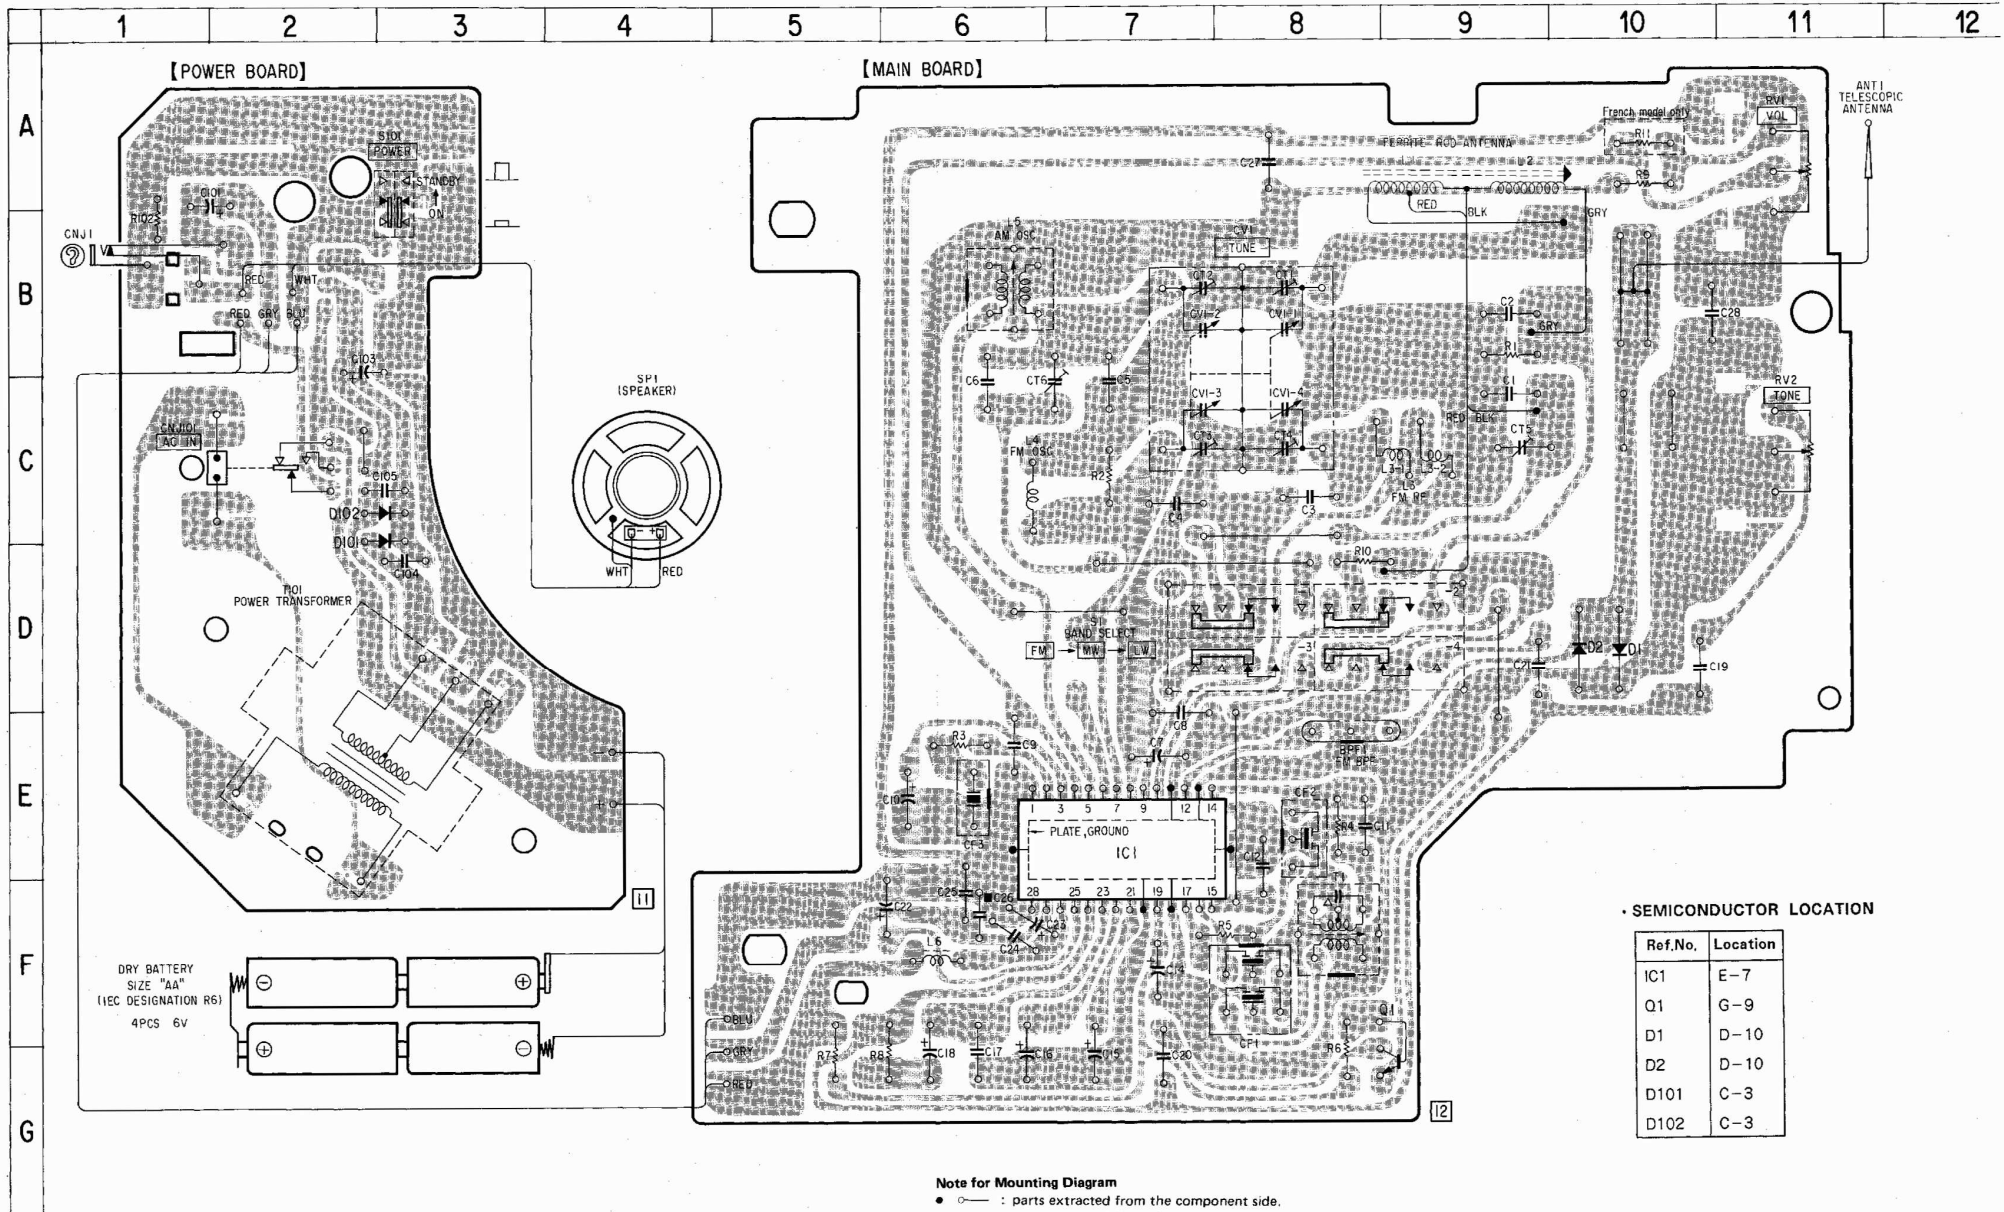 1 2 3 4 5 6 7 8 9 10 11 12
A
B
C
D
E
F
G
【POWER BOARD】
S101
POWER
STANDBY
ON
C101
R102
CNJ1
RED
WHT
RED GRY BLU
C103
CNJ101
AC IN
C105
D102
D101
C104
T101
POWER TRANSFORMER
-
+
11
SP1
(SPEAKER)
- +
WHT
RED
DRY BATTERY
SIZE "AA"
(IEC DESIGNATION R6)
4PCS 6V
【MAIN BOARD】
French model only
R11
R9
RV1
VOL
ANT1
TELESCOPIC
ANTENNA
C27
FERRITE ROD ANTENNA
L2
RED
BLK
GRY
L5
AM OSC
CV1
TUNE
CT2
CT1
CV1-2
CV1-1
C2
GRY
R1
C28
C6
CT6
C5
CV1-3
CV1-4
C1
RED
BLK
RV2
TONE
L4
FM OSC
CT3
CT4
CT5
L3-1
L3-2
L3
FM RF
R2
C4
C3
R10
-1
-2
S1
BAND SELECT
FM → MW → LW
-3
-4
C21
D2
D1
C19
C8
R3
C9
C7
BPF1
FM BPF
C10
CF3
1 3 5 7 9 12 14
PLATE, GROUND
IC1
28 25 23 21 19 17 15
CF2
R4
C11
C12
T1
C25
C26
C22
C23
C24
L6
R5
C14
Q1
CF1
BLU
GRY
RED
R7
R8
C18
C17
C16
C15
C20
R6
12
• SEMICONDUCTOR LOCATION
Ref.No. Location
IC1 E-7
Q1 G-9
D1 D-10
D2 D-10
D101 C-3
D102 C-3
Note for Mounting Diagram
● ○— : parts extracted from the component side.